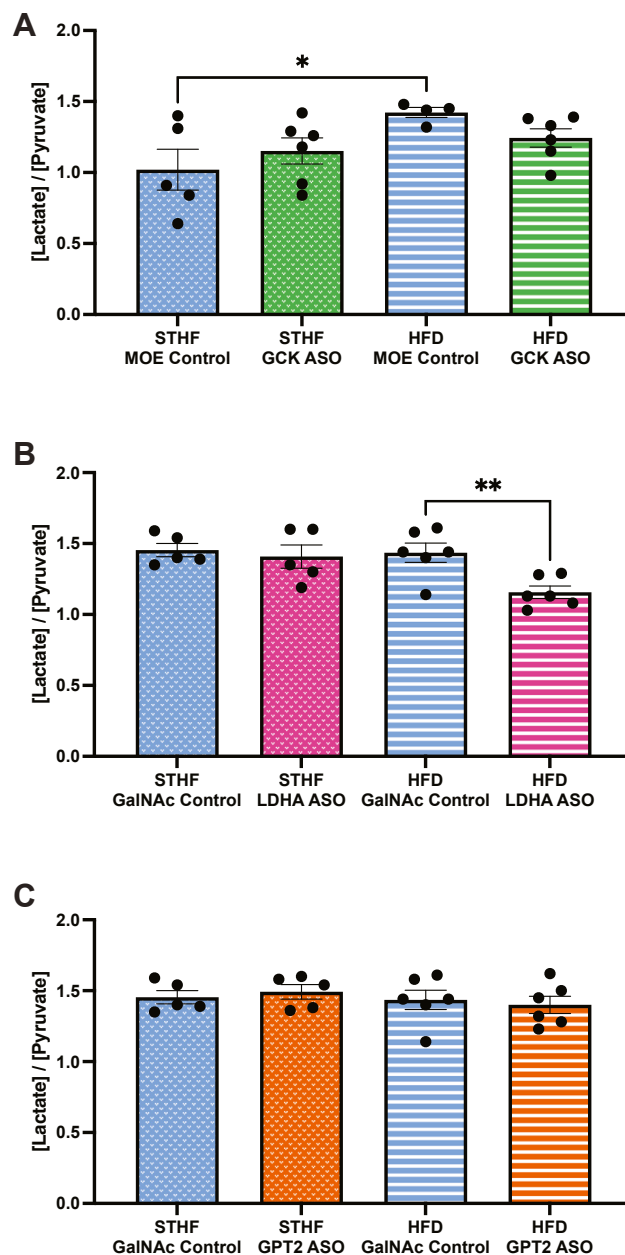 A
2.0
1.5
1.0
0.5
0.0
[Lactate] / [Pyruvate]
*
STHF
MOE Control
STHF
GCK ASO
HFD
MOE Control
HFD
GCK ASO
B
2.0
1.5
1.0
0.5
0.0
[Lactate] / [Pyruvate]
**
STHF
GalNAc Control
STHF
LDHA ASO
HFD
GalNAc Control
HFD
LDHA ASO
C
2.0
1.5
1.0
0.5
0.0
[Lactate] / [Pyruvate]
STHF
GalNAc Control
STHF
GPT2 ASO
HFD
GalNAc Control
HFD
GPT2 ASO